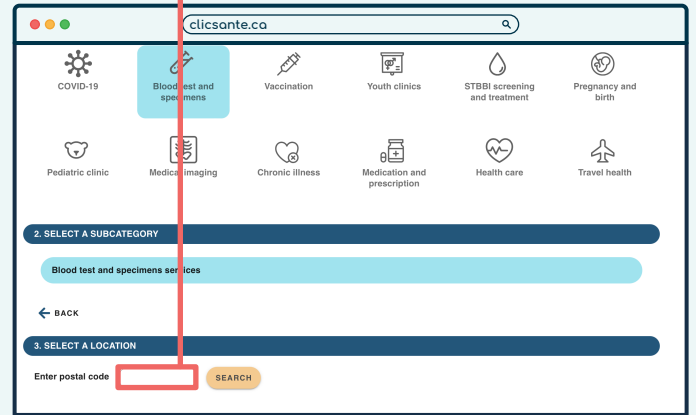 clicsante.ca
COVID-19
Blood test and
specimens
Vaccination
Youth clinics
STBBI screening
and treatment
Pregnancy and
birth
Pediatric clinic
Medical imaging
Chronic illness
Medication and
prescription
Health care
Travel health
2. SELECT A SUBCATEGORY
Blood test and specimens services
BACK
3. SELECT A LOCATION
Enter postal code
SEARCH